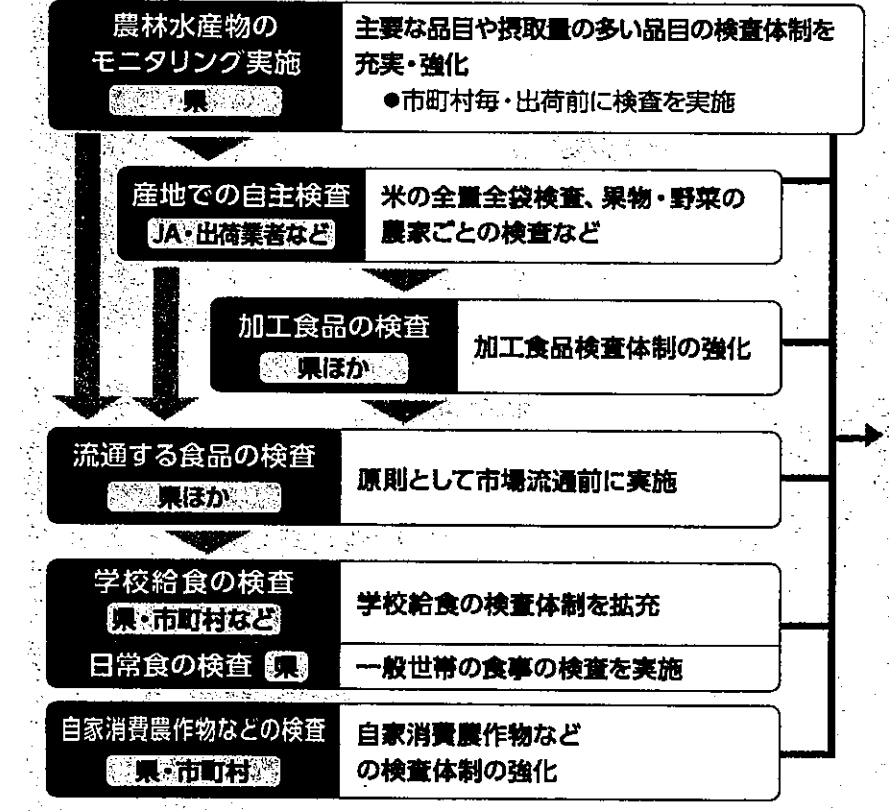 農林水産物の
モニタリング実施
県
主要な品目や摂取量の多い品目の検査体制を
充実・強化
●市町村毎・出荷前に検査を実施
産地での自主検査
JA・出荷業者など
米の全量全袋検査、果物・野菜の
農家ごとの検査など
加工食品の検査
県ほか
加工食品検査体制の強化
流通する食品の検査
県ほか
原則として市場流通前に実施
学校給食の検査
県・市町村など
学校給食の検査体制を拡充
日常食の検査 県
一般世帯の食事の検査を実施
自家消費農作物などの検査
県・市町村
自家消費農作物など
の検査体制の強化